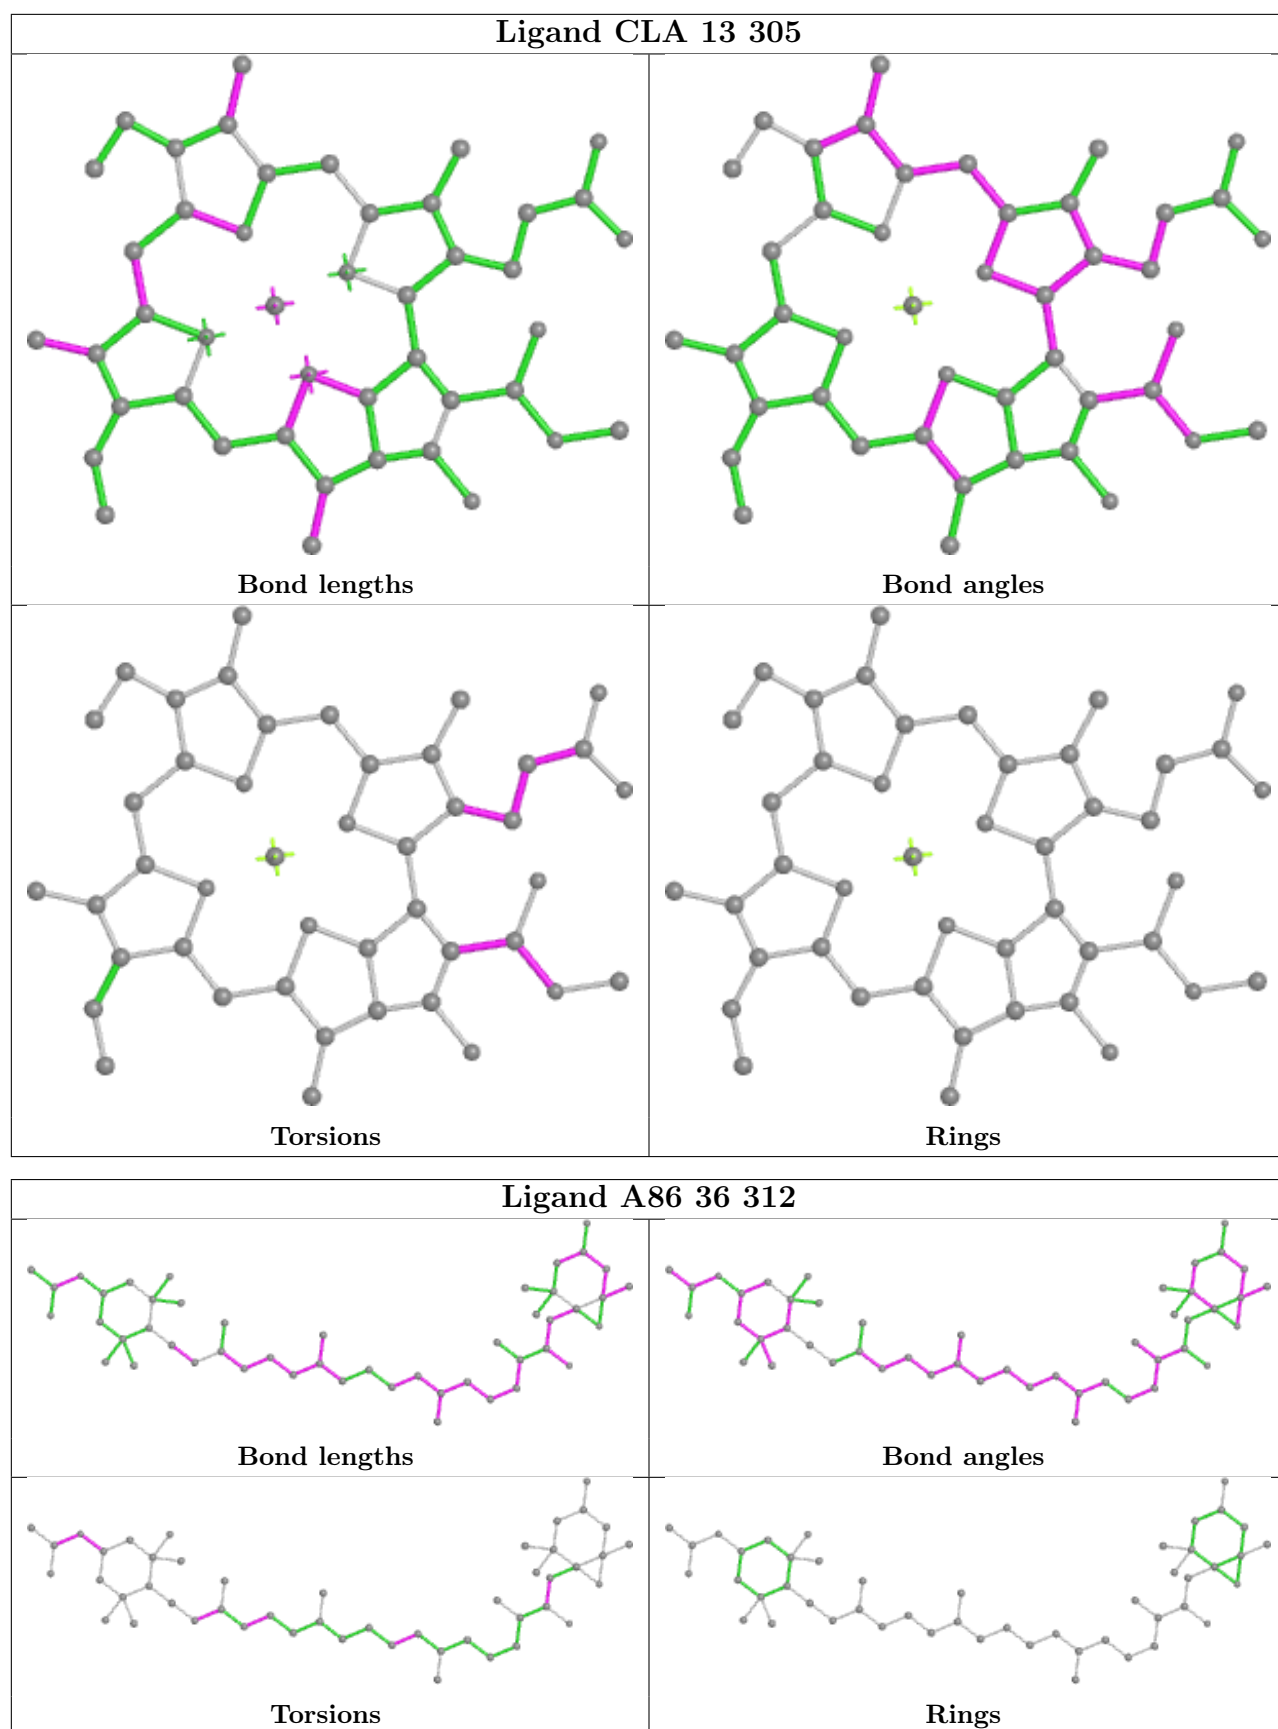 Ligand CLA 13 305
Bond lengths
Bond angles
Torsions
Rings
Ligand A86 36 312
Bond lengths
Bond angles
Torsions
Rings